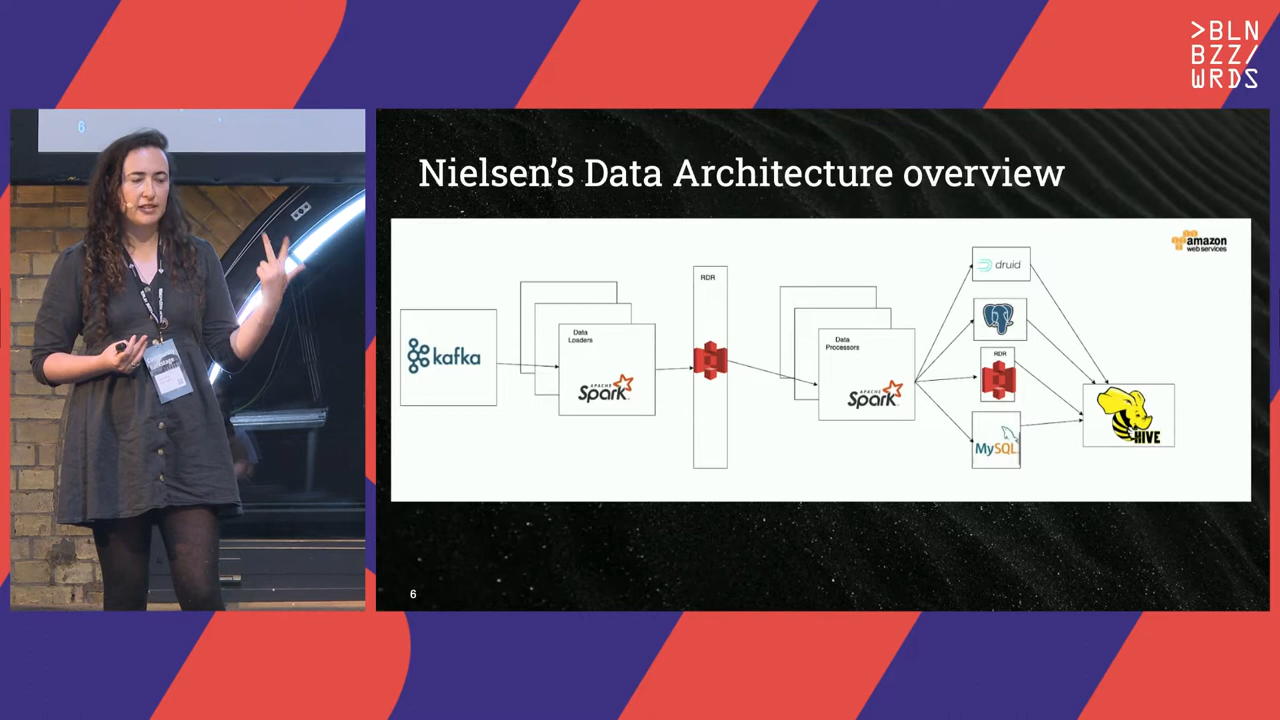 >BLN
BZZ/
WRDS
6
Nielsen's Data Architecture overview
amazon
web services
RDR
druid
Data
Loaders
Data
Processors
kafka
RDR
APACHE
Spark
APACHE
Spark
MySQL
HIVE
6